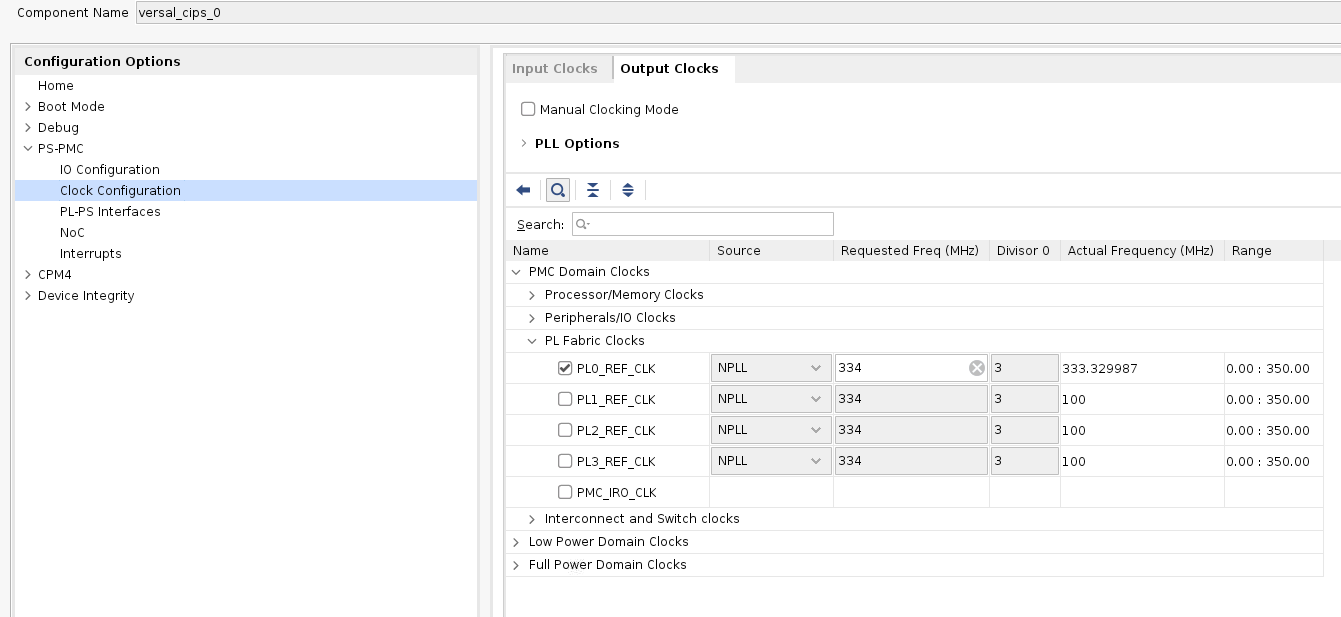 Component Name versal_cips_0
Configuration Options
Home
Boot Mode
Debug
PS-PMC
IO Configuration
Clock Configuration
PL-PS Interfaces
NoC
Interrupts
CPM4
Device Integrity
Input Clocks Output Clocks
Manual Clocking Mode
PLL Options
Search:
Name Source Requested Freq (MHz) Divisor 0 Actual Frequency (MHz) Range
PMC Domain Clocks
Processor/Memory Clocks
Peripherals/IO Clocks
PL Fabric Clocks
PL0_REF_CLK NPLL 334 3 333.329987 0.00 : 350.00
PL1_REF_CLK NPLL 334 3 100 0.00 : 350.00
PL2_REF_CLK NPLL 334 3 100 0.00 : 350.00
PL3_REF_CLK NPLL 334 3 100 0.00 : 350.00
PMC_IRO_CLK
Interconnect and Switch clocks
Low Power Domain Clocks
Full Power Domain Clocks